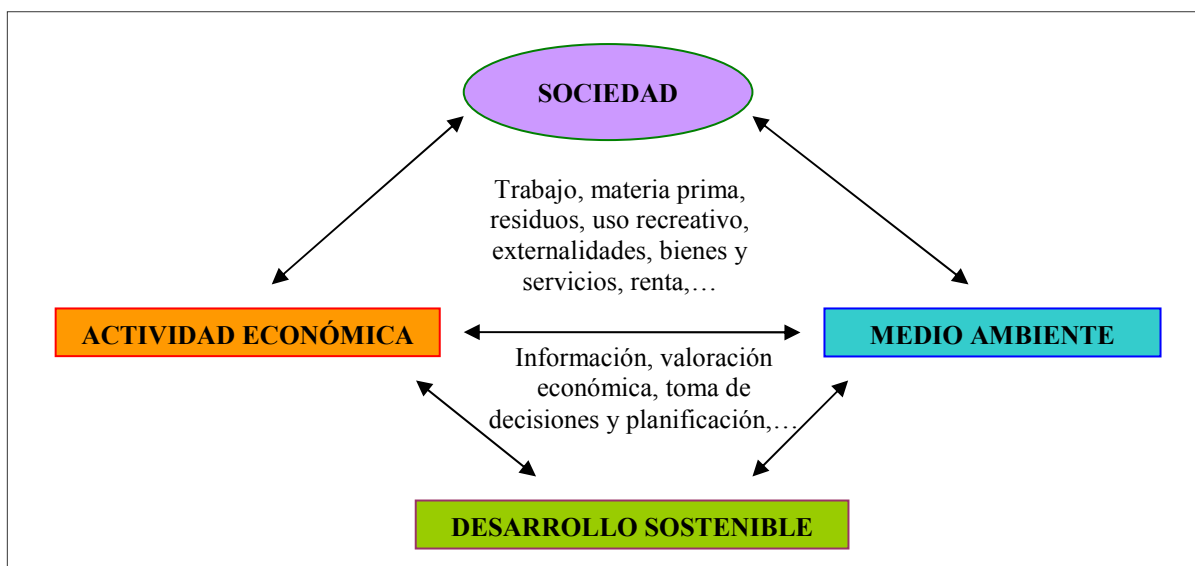 SOCIEDAD
Trabajo, materia prima,
residuos, uso recreativo,
externalidades, bienes y
servicios, renta,…
ACTIVIDAD ECONÓMICA
MEDIO AMBIENTE
Información, valoración
económica, toma de
decisiones y planificación,…
DESARROLLO SOSTENIBLE